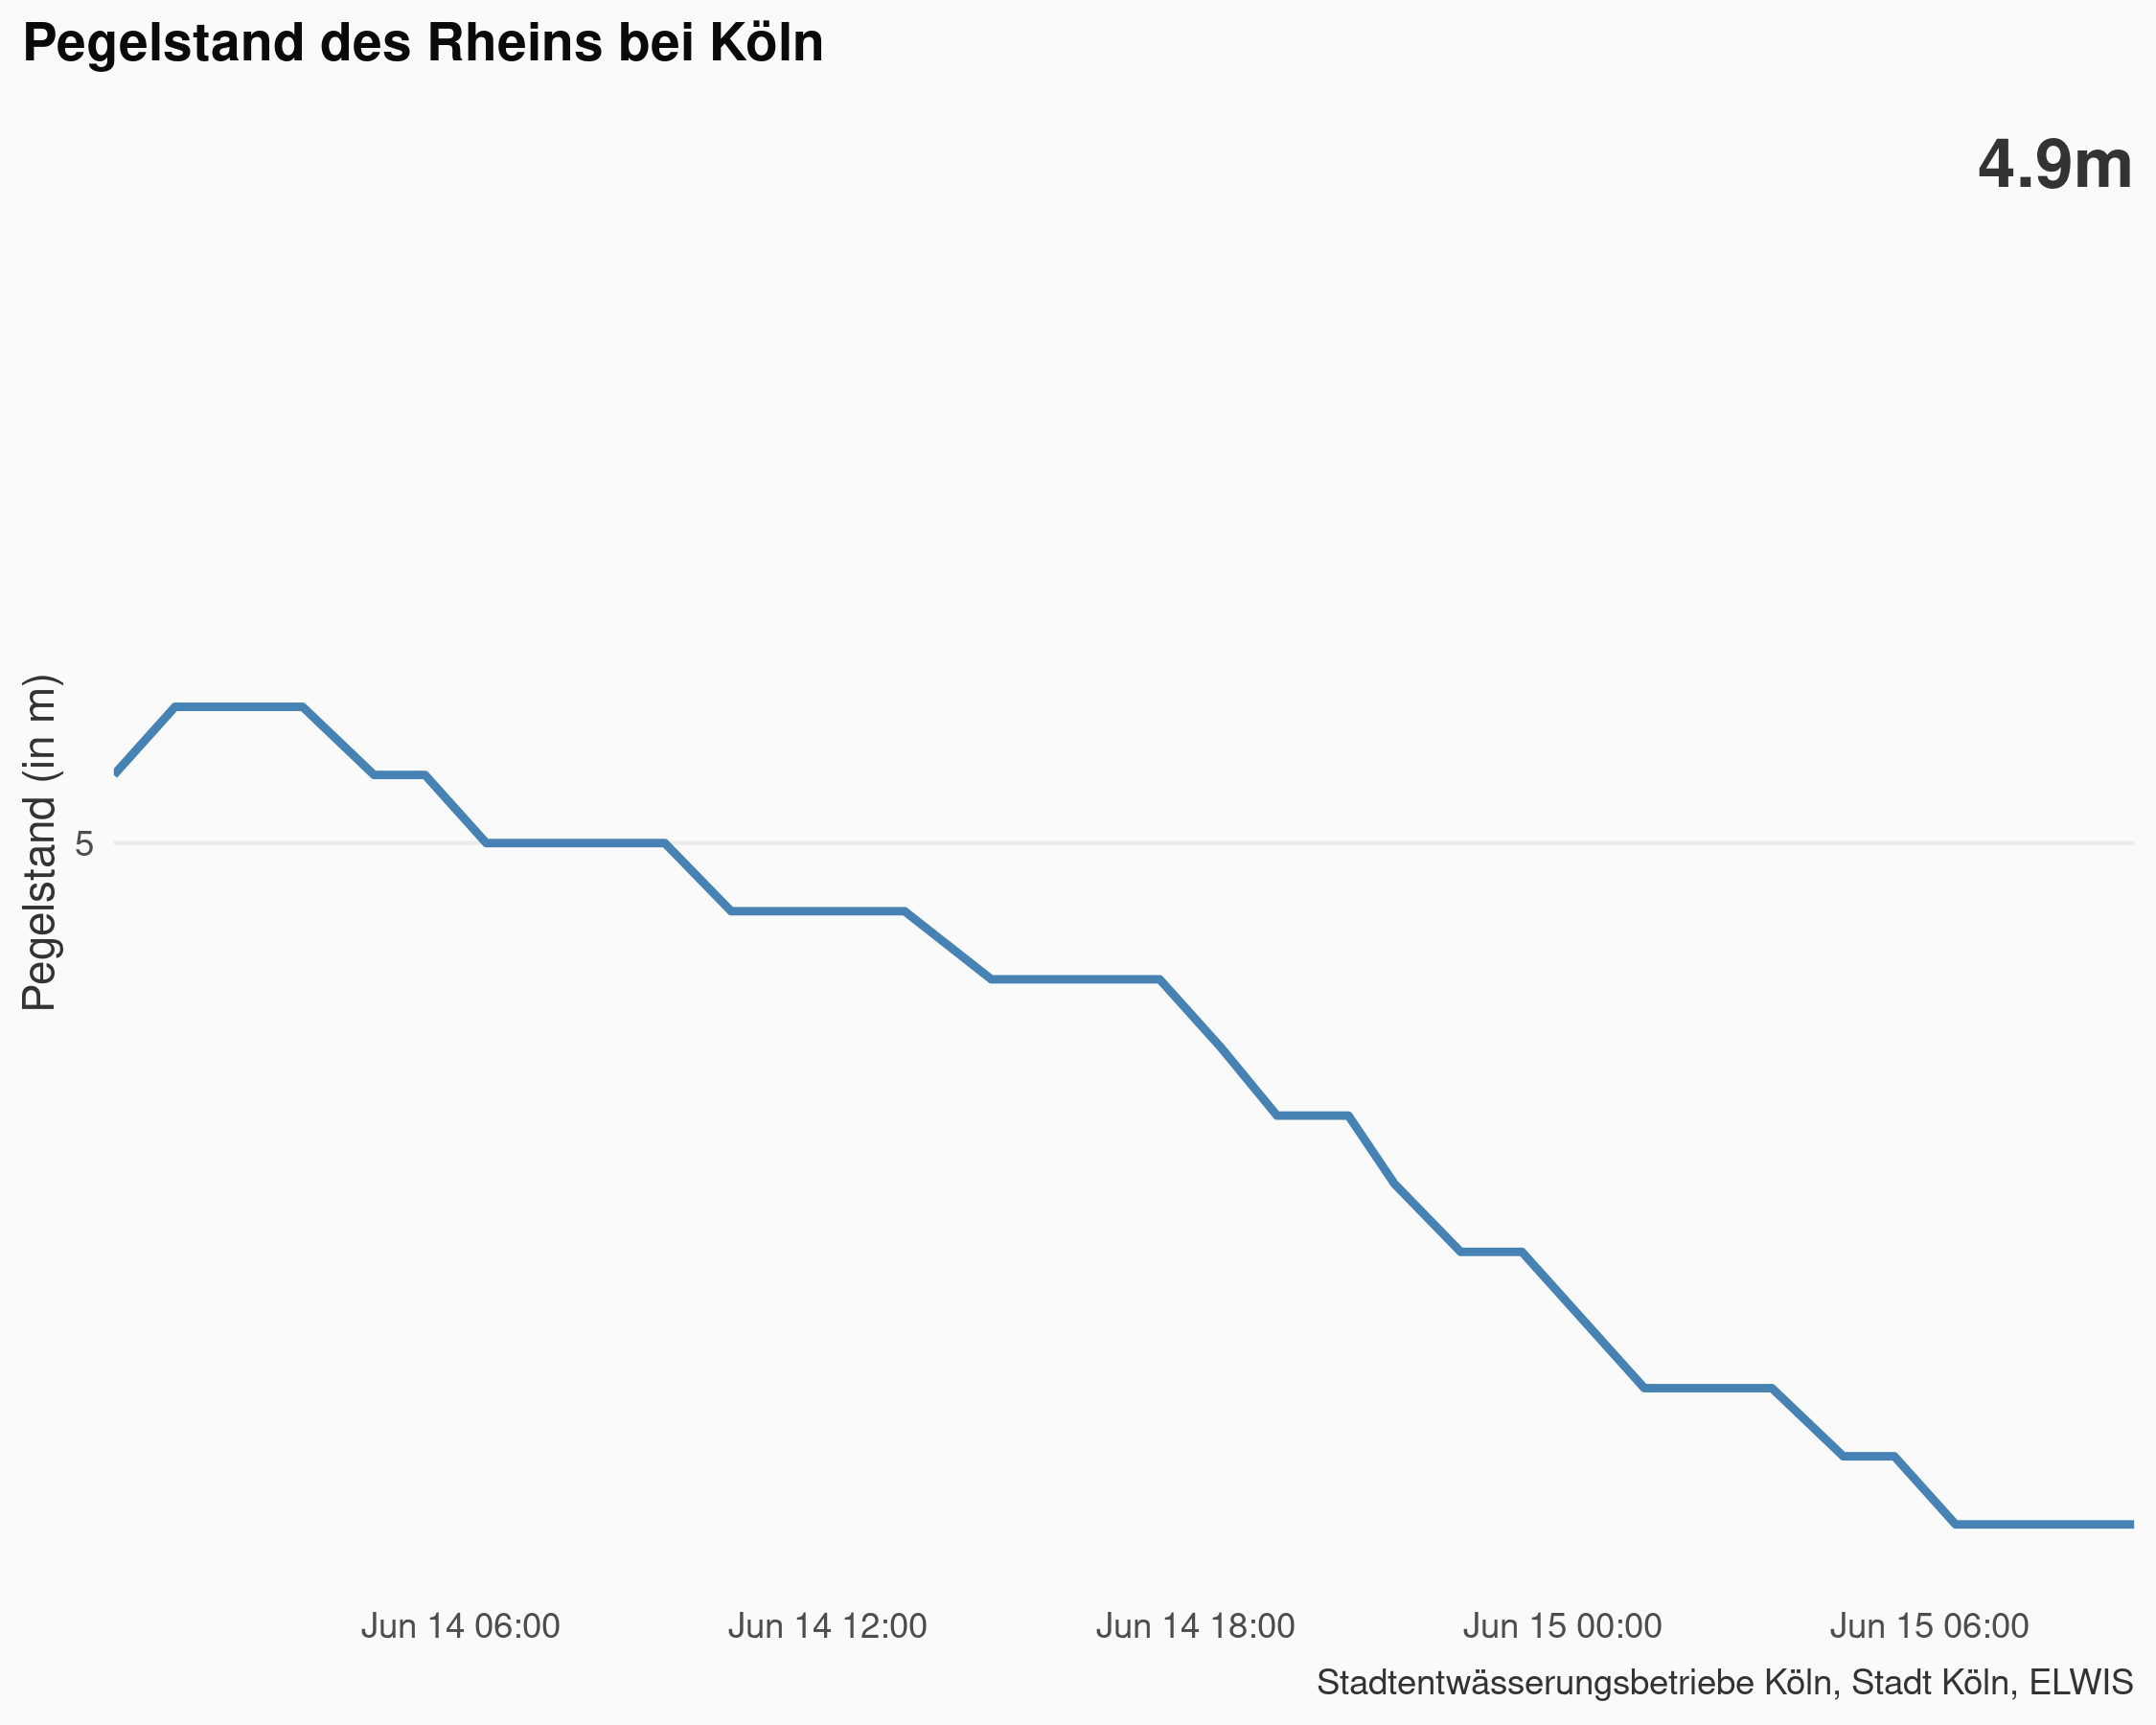 Pegelstand des Rheins bei Köln
4.9m
Pegelstand (in m)
5
Jun 14 06:00
Jun 14 12:00
Jun 14 18:00
Jun 15 00:00
Jun 15 06:00
Stadtentwässerungsbetriebe Köln, Stadt Köln, ELWIS